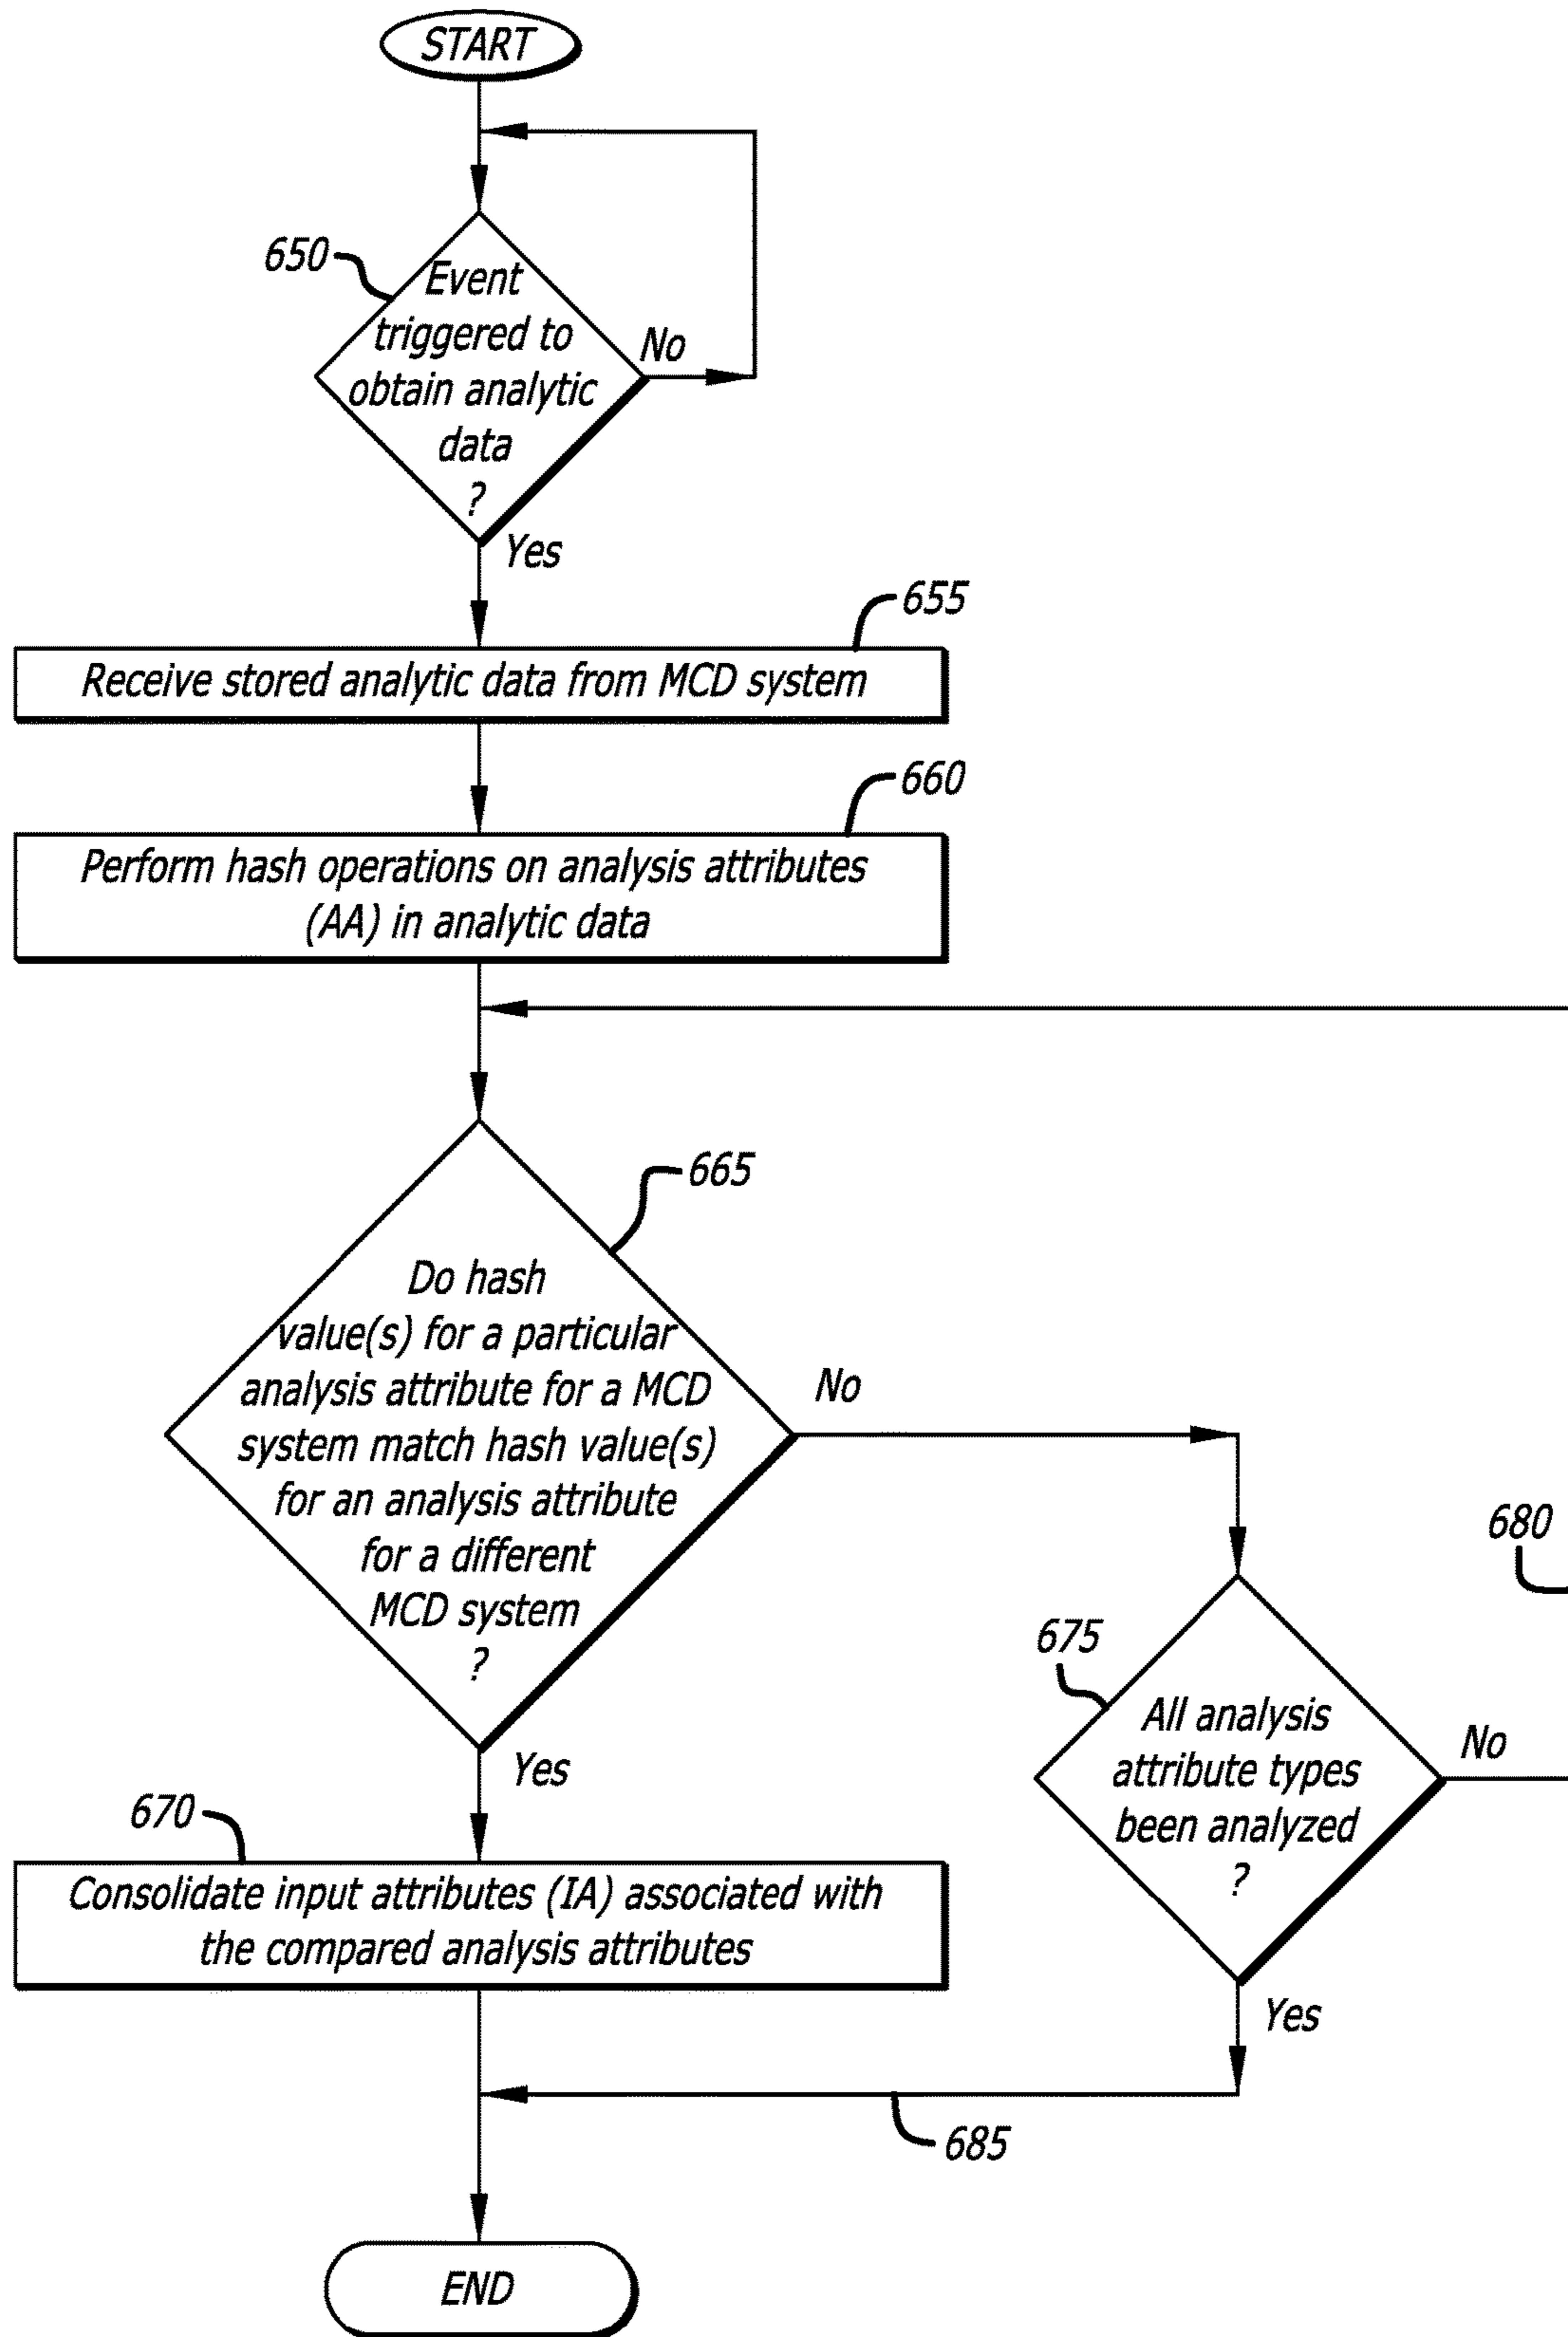 START
650
Event
triggered to
obtain analytic
data
?
No
Yes
655
Receive stored analytic data from MCD system
660
Perform hash operations on analysis attributes
(AA) in analytic data
665
Do hash
value(s) for a particular
analysis attribute for a MCD
system match hash value(s)
for an analysis attribute
for a different
MCD system
?
No
Yes
680
675
All analysis
attribute types
been analyzed
?
No
Yes
670
Consolidate input attributes (IA) associated with
the compared analysis attributes
685
END